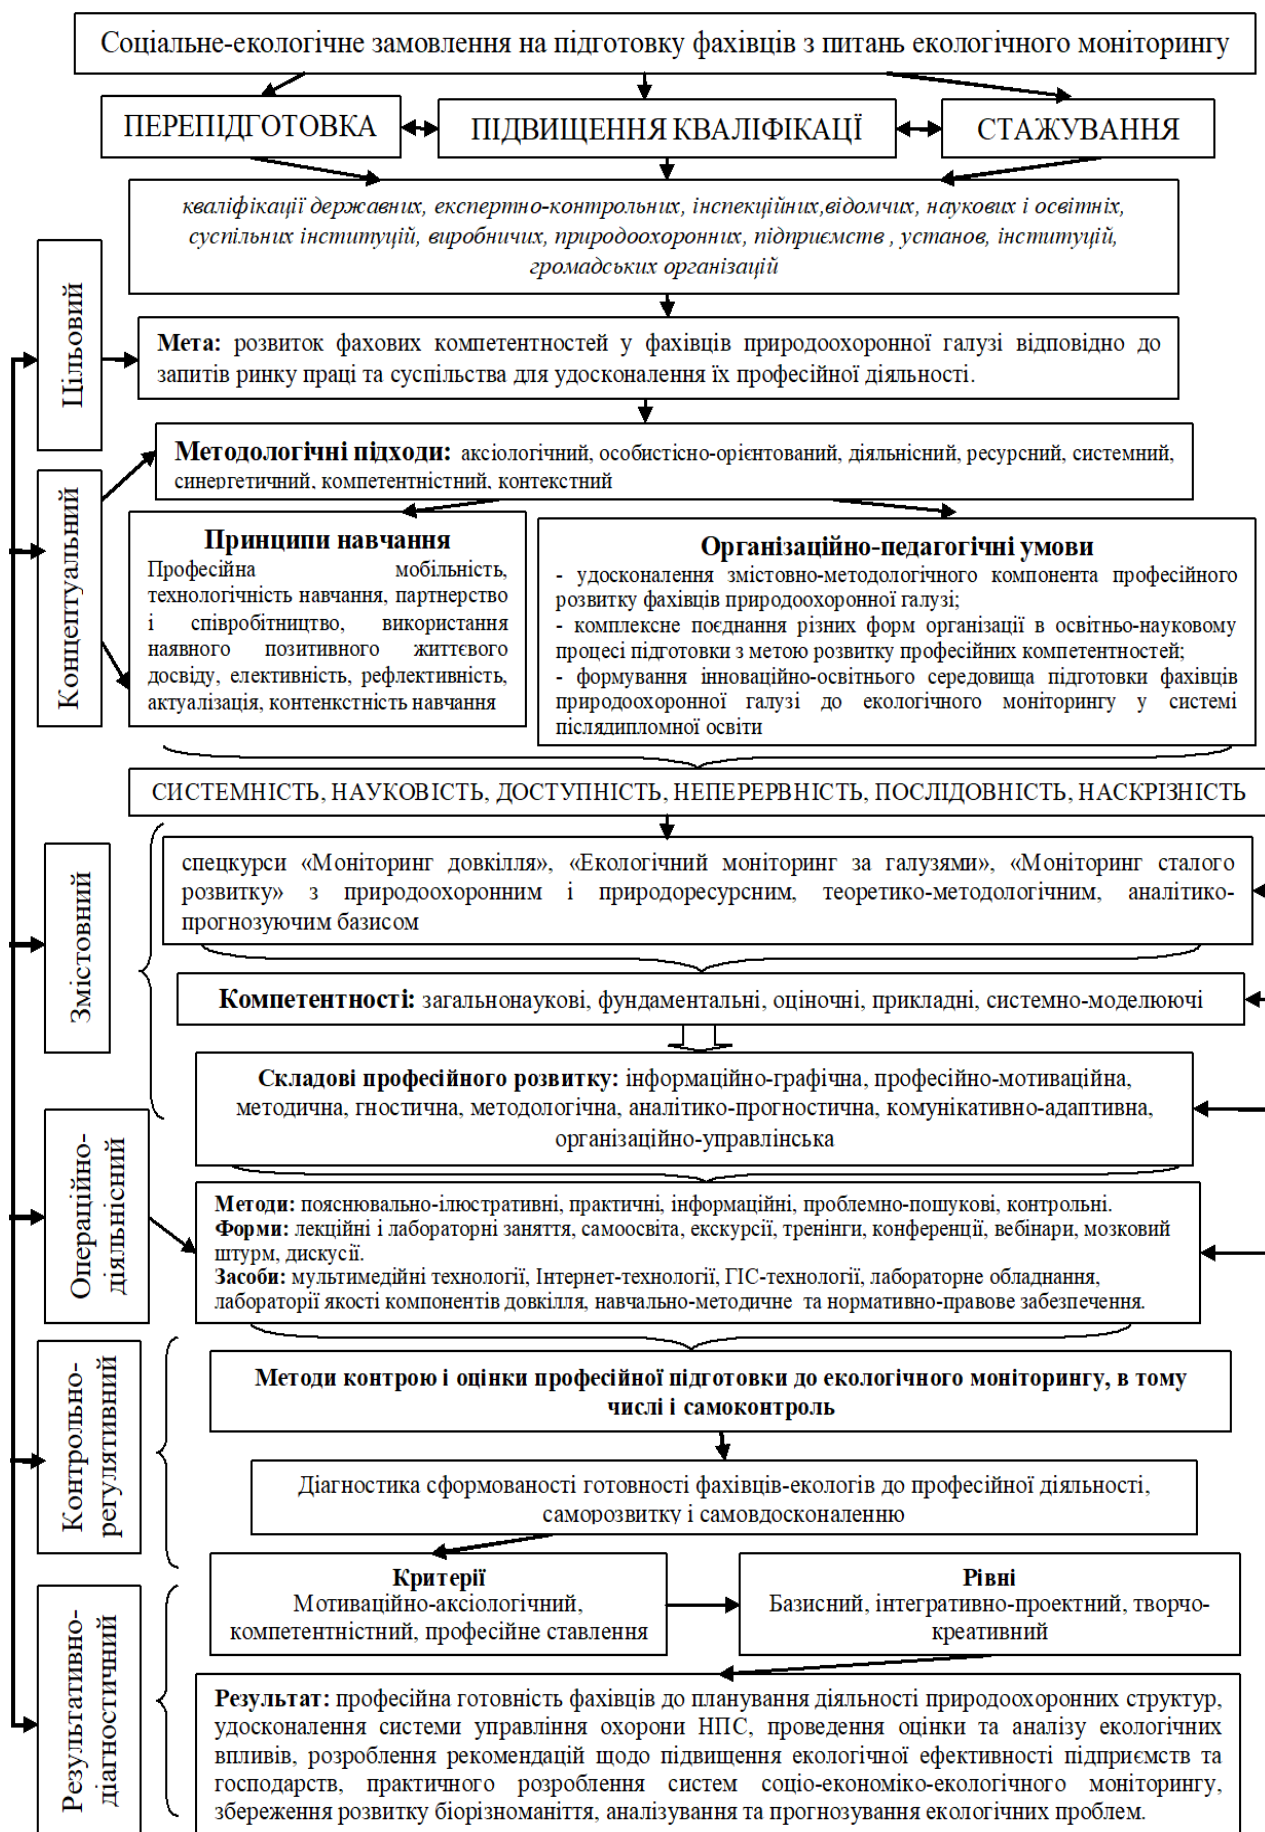 Соціальне-екологічне замовлення на підготовку фахівців з питань екологічного моніторингу
ПЕРЕПІДГОТОВКА
ПІДВИЩЕННЯ КВАЛІФІКАЦІЇ
СТАЖУВАННЯ
кваліфікації державних, експертно-контрольних, інспекційних,відомчих, наукових і освітніх,
суспільних інституцій, виробничих, природоохоронних, підприємств , установ, інституцій,
громадських організацій
Цільовий
Мета: розвиток фахових компетентностей у фахівців природоохоронної галузі відповідно до
запитів ринку праці та суспільства для удосконалення їх професійної діяльності.
Концептуальний
Методологічні підходи: аксіологічний, особистісно-орієнтований, діяльнісний, ресурсний, системний,
синергетичний, компетентністний, контекстний
Принципи навчання
Професійна мобільність,
технологічність навчання, партнерство
і співробітництво, використання
наявного позитивного життєвого
досвіду, елективність, рефлективність,
актуалізація, контенкстність навчання
Організаційно-педагогічні умови
- удосконалення змістовно-методологічного компонента професійного
розвитку фахівців природоохоронної галузі;
- комплексне поєднання різних форм організації в освітньо-науковому
процесі підготовки з метою розвитку професійних компетентностей;
- формування інноваційно-освітнього середовища підготовки фахівців
природоохоронної галузі до екологічного моніторингу у системі
післядипломної освіти
СИСТЕМНІСТЬ, НАУКОВІСТЬ, ДОСТУПНІСТЬ, НЕПЕРЕРВНІСТЬ, ПОСЛІДОВНІСТЬ, НАСКРІЗНІСТЬ
Змістовний
спецкурси «Моніторинг довкілля», «Екологічний моніторинг за галузями», «Моніторинг сталого
розвитку» з природоохоронним і природоресурсним, теоретико-методологічним, аналітико-
прогнозуючим базисом
Компетентності: загальнонаукові, фундаментальні, оціночні, прикладні, системно-моделюючі
Складові професійного розвитку: інформаційно-графічна, професійно-мотиваційна,
методична, гностична, методологічна, аналітико-прогностична, комунікативно-адаптивна,
організаційно-управлінська
Операційно-
діяльнісний
Методи: пояснювально-ілюстративні, практичні, інформаційні, проблемно-пошукові, контрольні.
Форми: лекційні і лабораторні заняття, самоосвіта, екскурсії, тренінги, конференції, вебінари, мозковий
штурм, дискусії.
Засоби: мультимедійні технології, Інтернет-технології, ГІС-технології, лабораторне обладнання,
лабораторії якості компонентів довкілля, навчально-методичне та нормативно-правове забезпечення.
Контрольно-
регулятивний
Методи контрою і оцінки професійної підготовки до екологічного моніторингу, в тому
числі і самоконтроль
Діагностика сформованості готовності фахівців-екологів до професійної діяльності,
саморозвитку і самовдосконаленню
Результативно-
діагностичний
Критерії
Мотиваційно-аксіологічний,
компетентністний, професійне ставлення
Рівні
Базисний, інтегративно-проектний, творчо-
креативний
Результат: професійна готовність фахівців до планування діяльності природоохоронних структур,
удосконалення системи управління охорони НПС, проведення оцінки та аналізу екологічних
впливів, розроблення рекомендацій щодо підвищення екологічної ефективності підприємств та
господарств, практичного розроблення систем соціо-економіко-екологічного моніторингу,
збереження розвитку біорізноманіття, аналізування та прогнозування екологічних проблем.